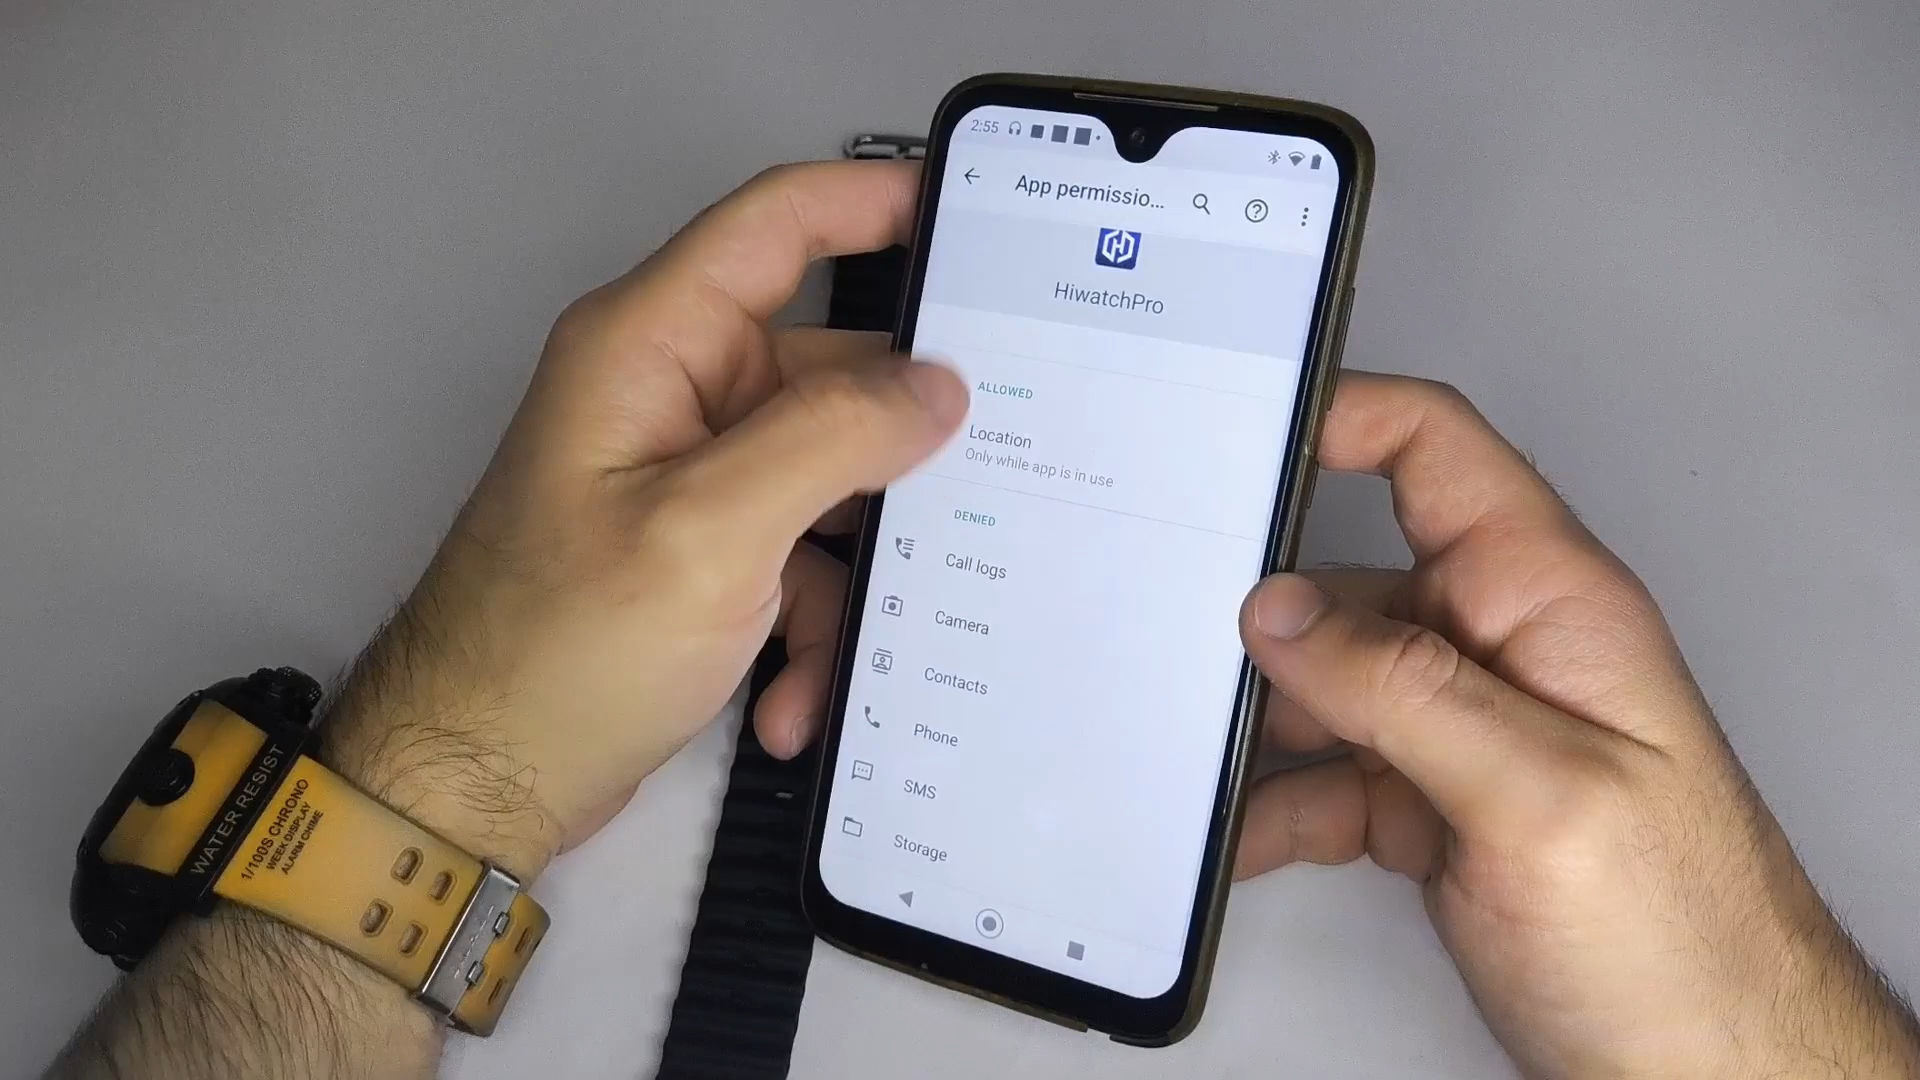 2:55
App permissio...
HiwatchPro
ALLOWED
Location
Only while app is in use
DENIED
Call logs
Camera
Contacts
Phone
SMS
Storage
WATER RESIST
1/100S CHRONO
WEEK DISPLAY
ALARM CHIME